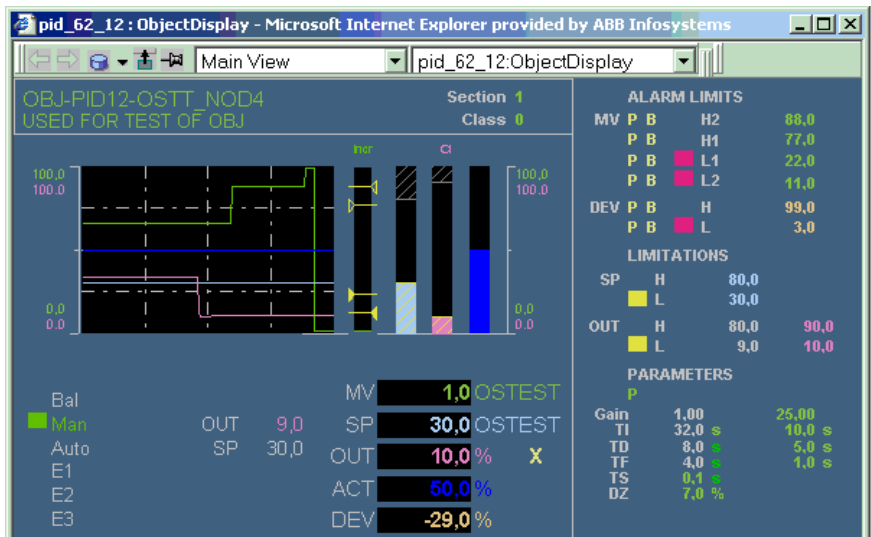 pid_62_12 : ObjectDisplay - Microsoft Internet Explorer provided by ABB Infosystems
Main View pid_62_12:ObjectDisplay
OBJ-PID12-OSTT_NOD4 Section 1
USED FOR TEST OF OBJ Class 0
Incr CI
100,0 100,0
100.0 100.0
0,0 0,0
0.0 0.0
Bal
Man OUT 9,0
Auto SP 30,0
E1
E2
E3
MV 1,0 OSTEST
SP 30,0 OSTEST
OUT 10,0 % X
ACT 50,0 %
DEV -29,0 %
ALARM LIMITS
MV P B H2 88,0
P B H1 77,0
P B L1 22,0
P B L2 11,0
DEV P B H 99,0
P B L 3,0
LIMITATIONS
SP H 80,0
L 30,0
OUT H 80,0 90,0
L 9,0 10,0
PARAMETERS
P
Gain 1,00 25,00
TI 32,0 s 10,0 s
TD 8,0 s 5,0 s
TF 4,0 s 1,0 s
TS 0,1 s
DZ 7,0 %